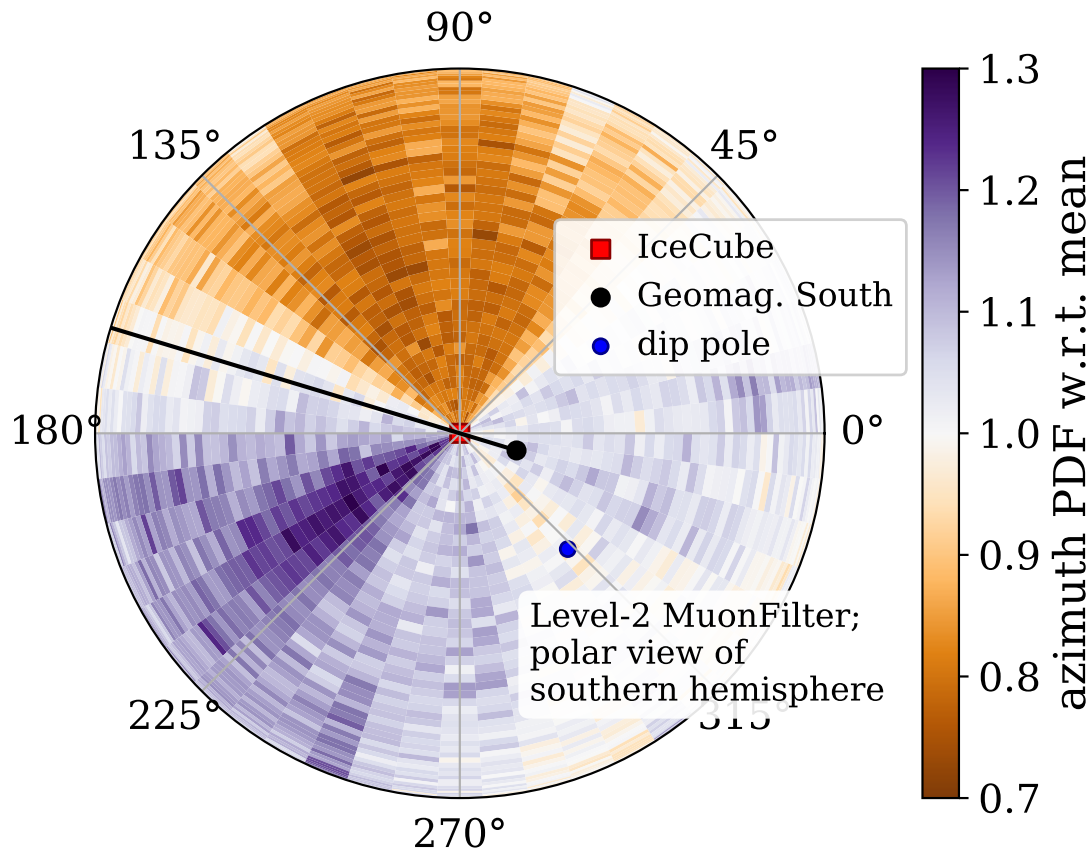 90°
135°
45°
180°
0°
225°
315°
270°
IceCube
Geomag. South
dip pole
Level-2 MuonFilter;
polar view of
southern hemisphere
1.3
1.2
1.1
1.0
0.9
0.8
0.7
azimuth PDF w.r.t. mean